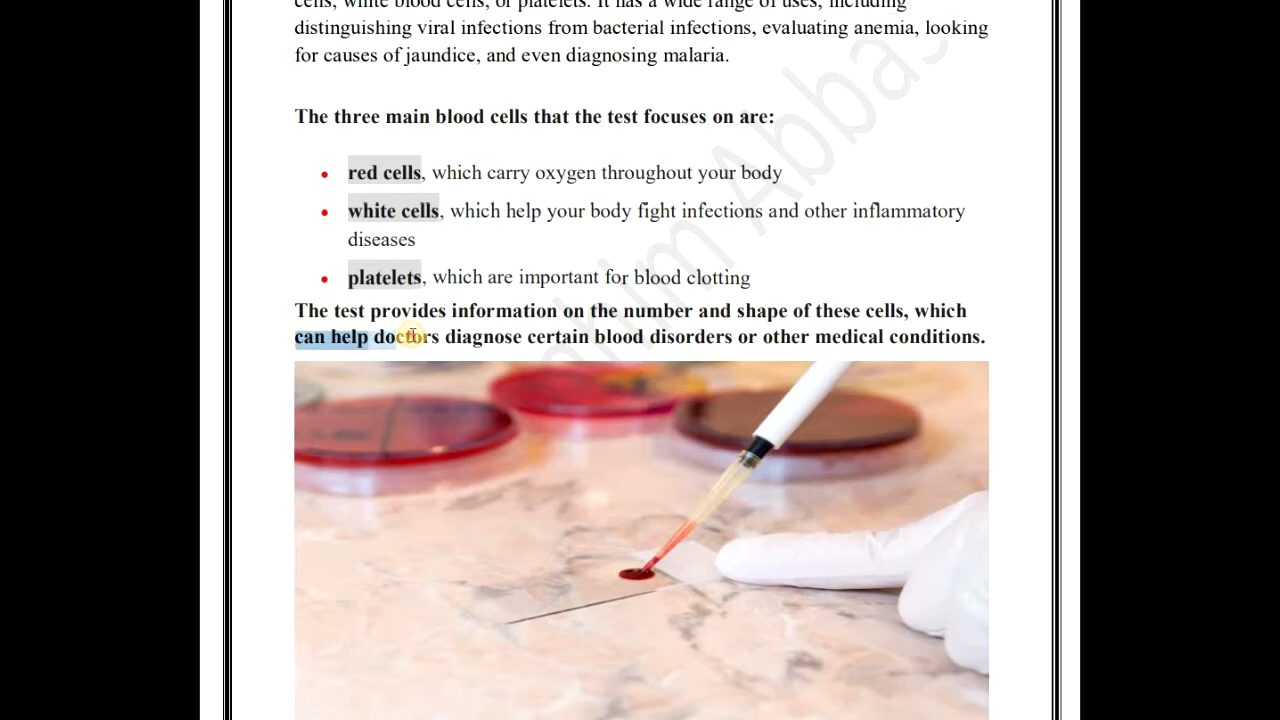 cells, white blood cells, or platelets. It has a wide range of uses, including
distinguishing viral infections from bacterial infections, evaluating anemia, looking
for causes of jaundice, and even diagnosing malaria.
The three main blood cells that the test focuses on are:
red cells, which carry oxygen throughout your body
white cells, which help your body fight infections and other inflammatory
diseases
platelets, which are important for blood clotting
The test provides information on the number and shape of these cells, which
can help doctors diagnose certain blood disorders or other medical conditions.